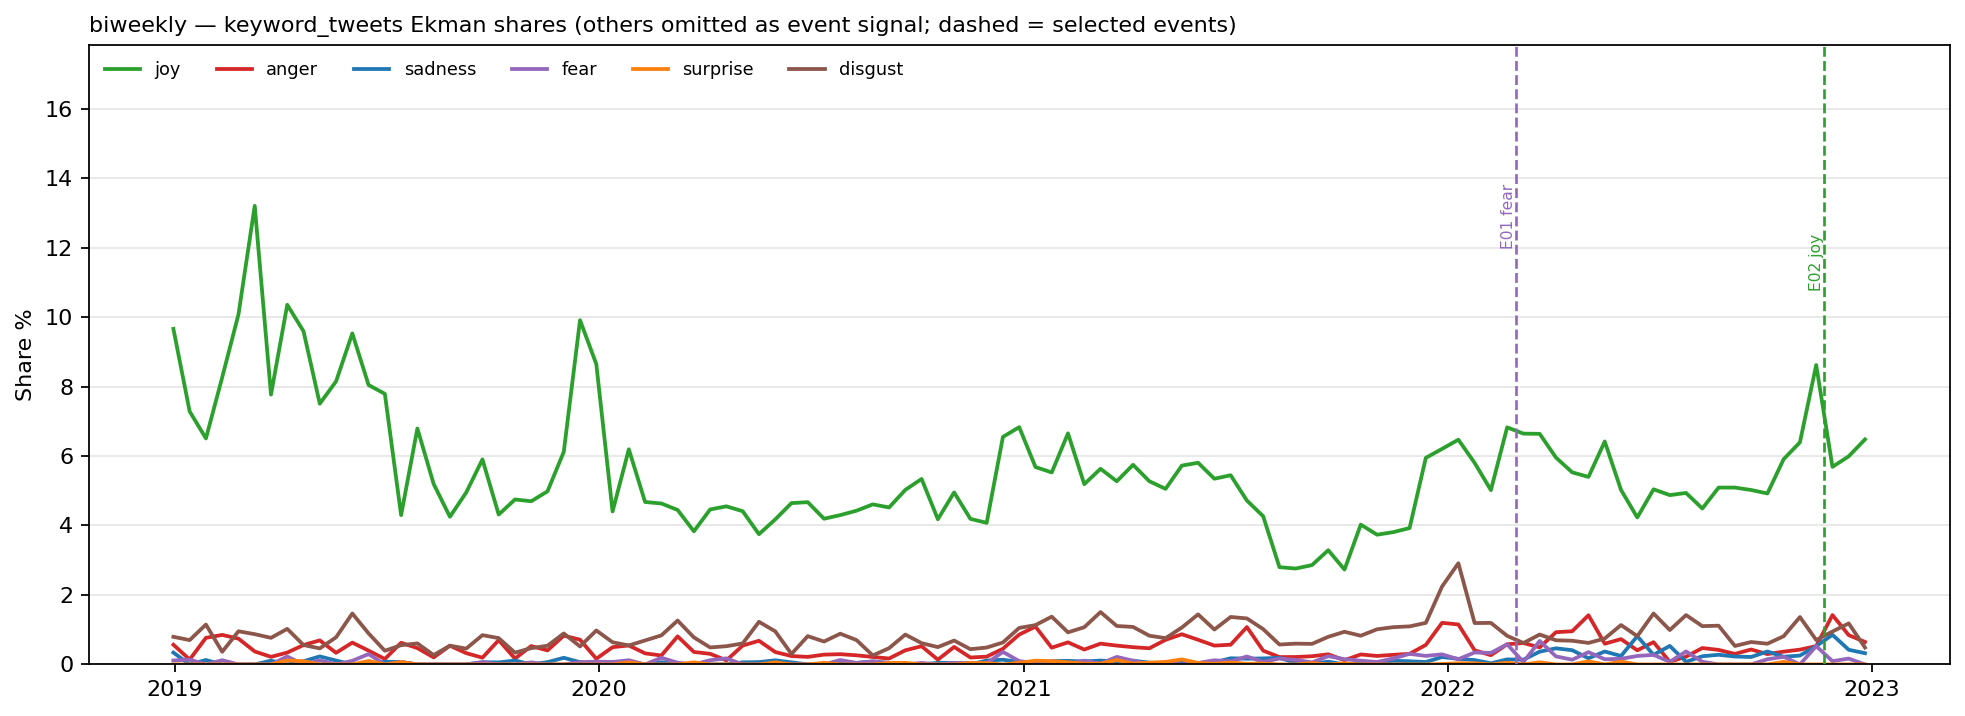 biweekly — keyword_tweets Ekman shares (others omitted as event signal; dashed = selected events)
joy anger sadness fear surprise disgust
Share %
16
14
12
10
8
6
4
2
0
E01 fear
E02 joy
2019 2020 2021 2022 2023